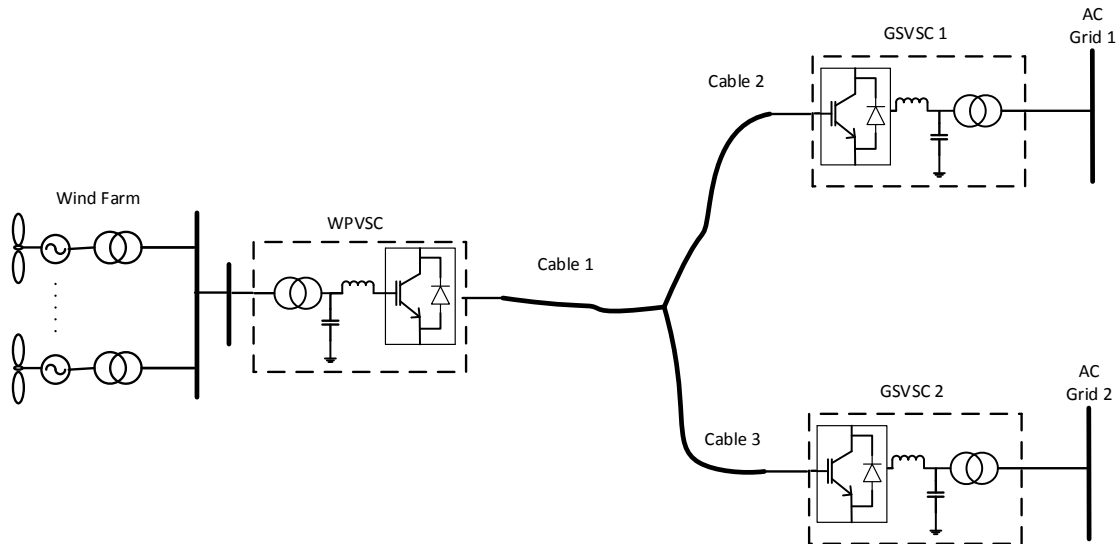 Wind Farm
WPVSC
Cable 1
Cable 2
GSVSC 1
AC
Grid 1
Cable 3
GSVSC 2
AC
Grid 2